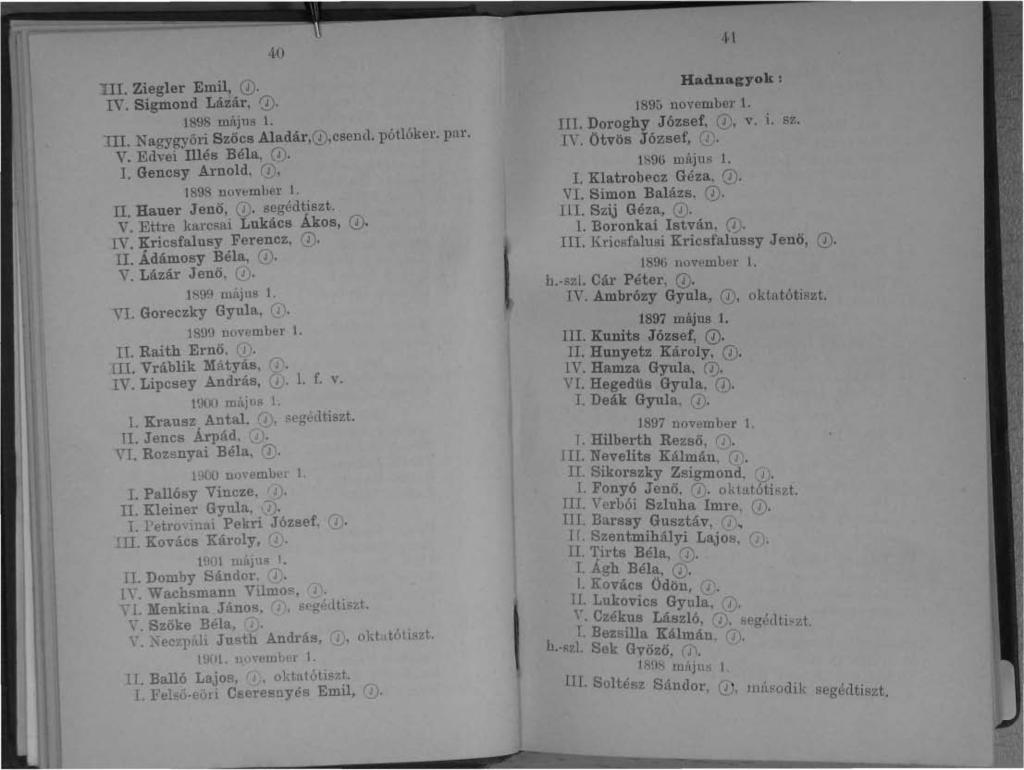 40
III. Ziegler Emil, Ⓙ.
IV. Sigmond Lázár, Ⓙ.
1898 május 1.
III. Nagygyőri Szőcs Aladár, Ⓙ, csend. pótlóker. par.
V. Edvei Illés Béla, Ⓙ.
I. Gencsy Arnold, Ⓙ.
1898 november 1.
II. Hauer Jenő, Ⓙ. segédtiszt.
V. Ettre karcsai Lukács Ákos, Ⓙ.
IV. Kricsfalusy Ferencz, Ⓙ.
II. Ádámosy Béla, Ⓙ.
V. Lázár Jenő, Ⓙ.
1899 május 1.
VI. Goreczky Gyula, Ⓙ.
1899 november 1.
II. Raith Ernő, Ⓙ.
III. Vráblik Mátyás, Ⓙ.
IV. Lipcsey András, Ⓙ. l. f. v.
1900 május 1.
I. Krausz Antal, Ⓙ, segédtiszt.
II. Jencs Árpád, Ⓙ.
VI. Rozsnyai Béla, Ⓙ.
1900 november 1.
I. Pallósy Vincze, Ⓙ.
II. Kleiner Gyula, Ⓙ.
I. Petrovinai Pekri József, Ⓙ.
III. Kovács Károly, Ⓙ.
1901 május 1.
II. Domby Sándor, Ⓙ.
IV. Wachsmann Vilmos, Ⓙ.
VI. Menkina János, Ⓙ, segédtiszt.
V. Szőke Béla, Ⓙ.
V. Neczpáli Justh András, Ⓙ, oktatótiszt.
1901. november 1.
II. Balló Lajos, Ⓙ, oktatótiszt.
I. Felső-eőri Cseresnyés Emil, Ⓙ.
41
Hadnagyok :
1895 november 1.
III. Doroghy József, Ⓙ, v. i. sz.
IV. Ötvös József, Ⓙ.
1896 május 1.
I. Klatrobecz Géza, Ⓙ.
VI. Simon Balázs, Ⓙ.
III. Szij Géza, Ⓙ.
I. Boronkai István, Ⓙ.
III. Kricsfalusi Kricsfalussy Jenő, Ⓙ.
1896 november 1.
h.-szl. Cár Péter, Ⓙ.
IV. Ambrózy Gyula, Ⓙ, oktatótiszt.
1897 május 1.
III. Kunits József, Ⓙ.
II. Hunyetz Károly, Ⓙ.
IV. Hamza Gyula, Ⓙ.
VI. Hegedüs Gyula, Ⓙ.
I. Deák Gyula, Ⓙ.
1897 november 1.
I. Hilberth Rezső, Ⓙ.
III. Nevelits Kálmán, Ⓙ.
II. Sikorszky Zsigmond, Ⓙ.
I. Fonyó Jenő, Ⓙ. oktatótiszt.
III. Verbói Szluha Imre, Ⓙ.
III. Barsay Gusztáv, Ⓙ.
II. Szentmihályi Lajos, Ⓙ.
II. Tirts Béla, Ⓙ.
I. Ágh Béla, Ⓙ.
I. Kovács Ödön, Ⓙ.
II. Lukovics Gyula, Ⓙ.
V. Czékus László, Ⓙ, segédtiszt.
I. Bezsilla Kálmán, Ⓙ.
h.-szl. Sek Győző, Ⓙ.
1898 május 1.
III. Soltész Sándor, Ⓙ, második segédtiszt.